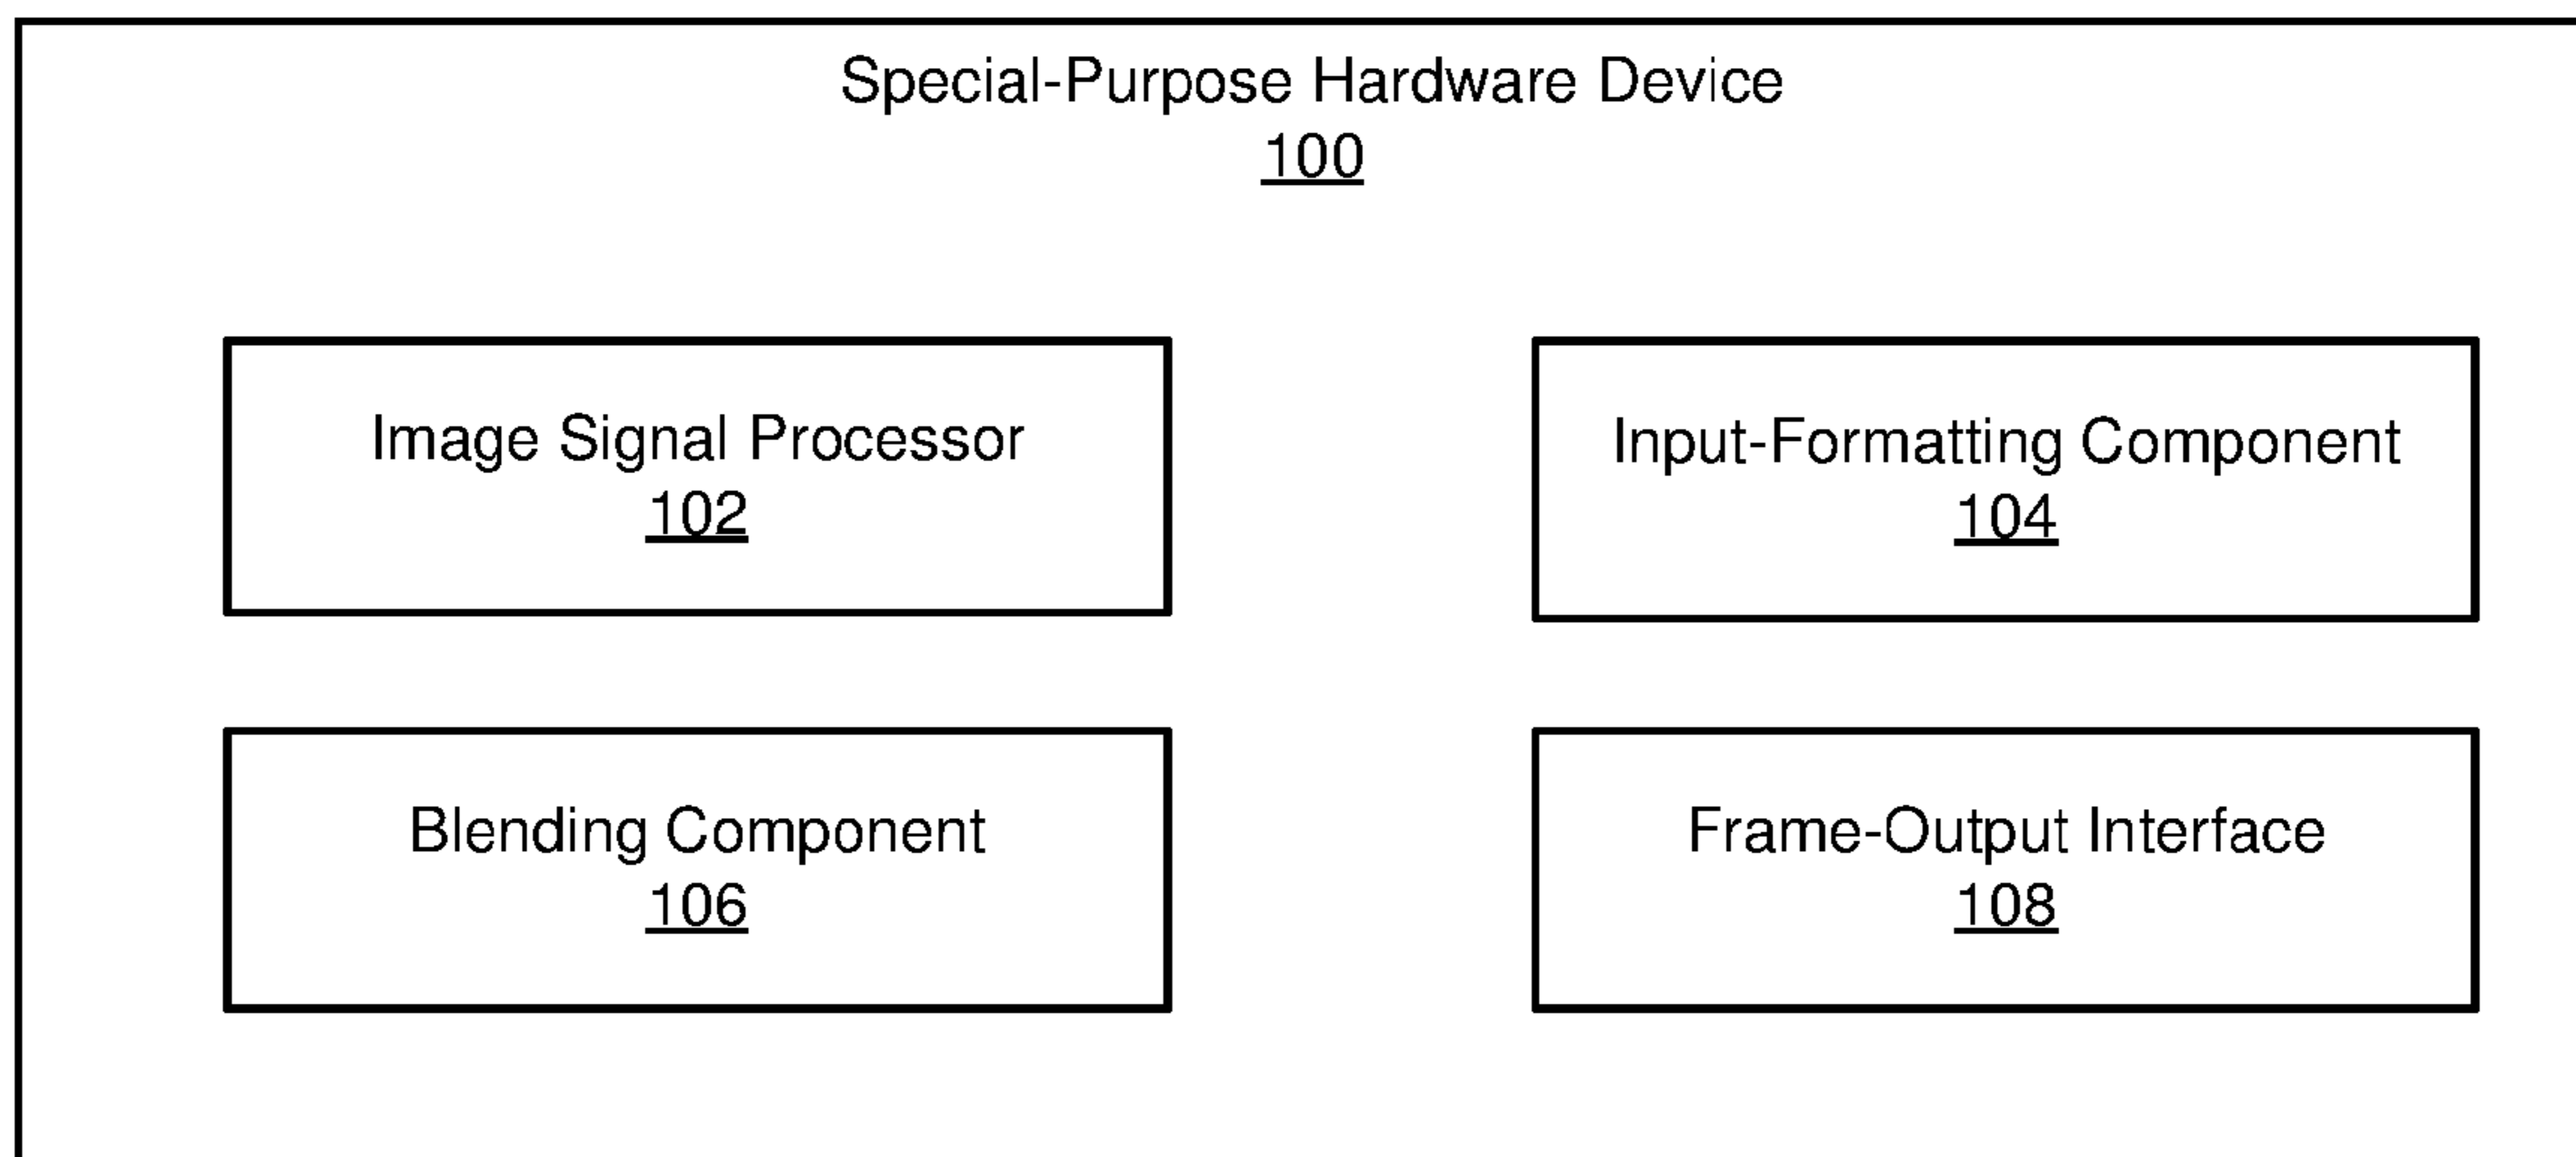 Special-Purpose Hardware Device
100
Image Signal Processor
102
Input-Formatting Component
104
Blending Component
106
Frame-Output Interface
108